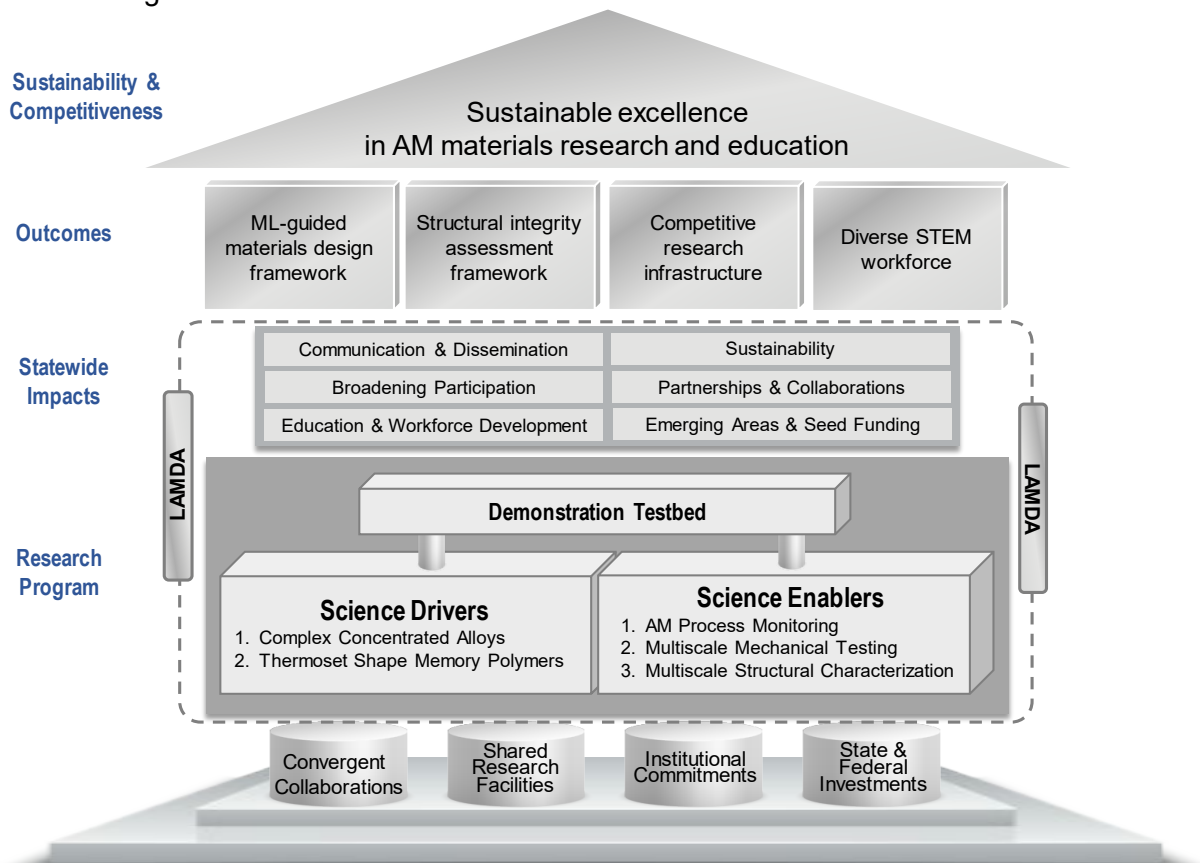 Sustainability &
Competitiveness
Sustainable excellence
in AM materials research and education
Outcomes
ML-guided
materials design
framework
Structural integrity
assessment
framework
Competitive
research
infrastructure
Diverse STEM
workforce
Statewide
Impacts
Communication & Dissemination
Sustainability
Broadening Participation
Partnerships & Collaborations
Education & Workforce Development
Emerging Areas & Seed Funding
LAMDA
LAMDA
Research
Program
Demonstration Testbed
Science Drivers
1. Complex Concentrated Alloys
2. Thermoset Shape Memory Polymers
Science Enablers
1. AM Process Monitoring
2. Multiscale Mechanical Testing
3. Multiscale Structural Characterization
Convergent
Collaborations
Shared
Research
Facilities
Institutional
Commitments
State &
Federal
Investments